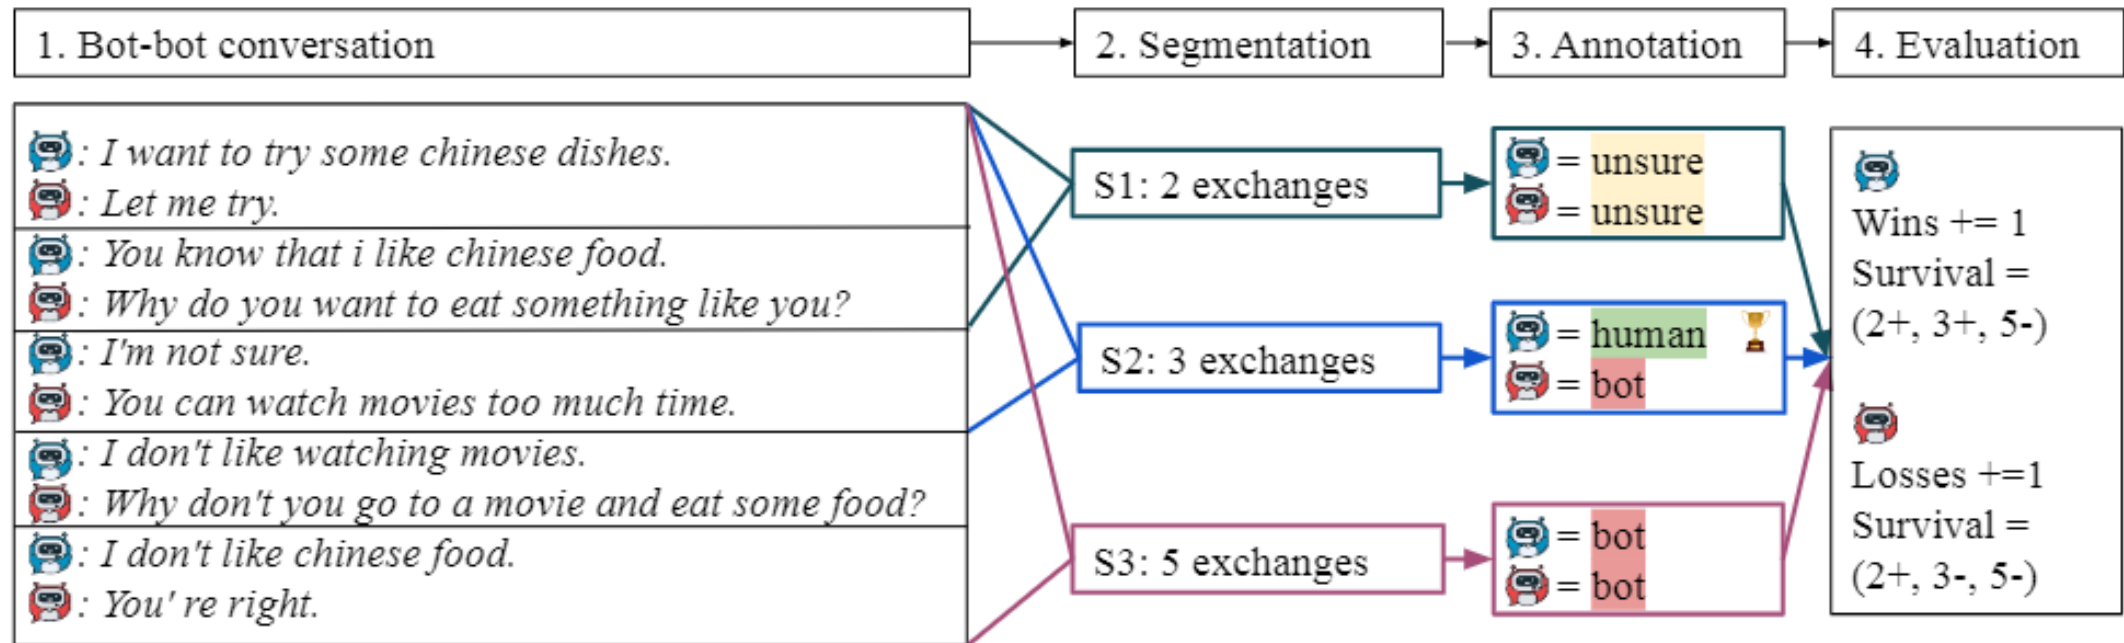 1. Bot-bot conversation
2. Segmentation
3. Annotation
4. Evaluation
: I want to try some chinese dishes.
: Let me try.
: You know that i like chinese food.
: Why do you want to eat something like you?
: I'm not sure.
: You can watch movies too much time.
: I don't like watching movies.
: Why don't you go to a movie and eat some food?
: I don't like chinese food.
: You' re right.
S1: 2 exchanges
S2: 3 exchanges
S3: 5 exchanges
= unsure
= unsure
= human
= bot
= bot
= bot
Wins += 1
Survival =
(2+, 3+, 5-)
Losses +=1
Survival =
(2+, 3-, 5-)